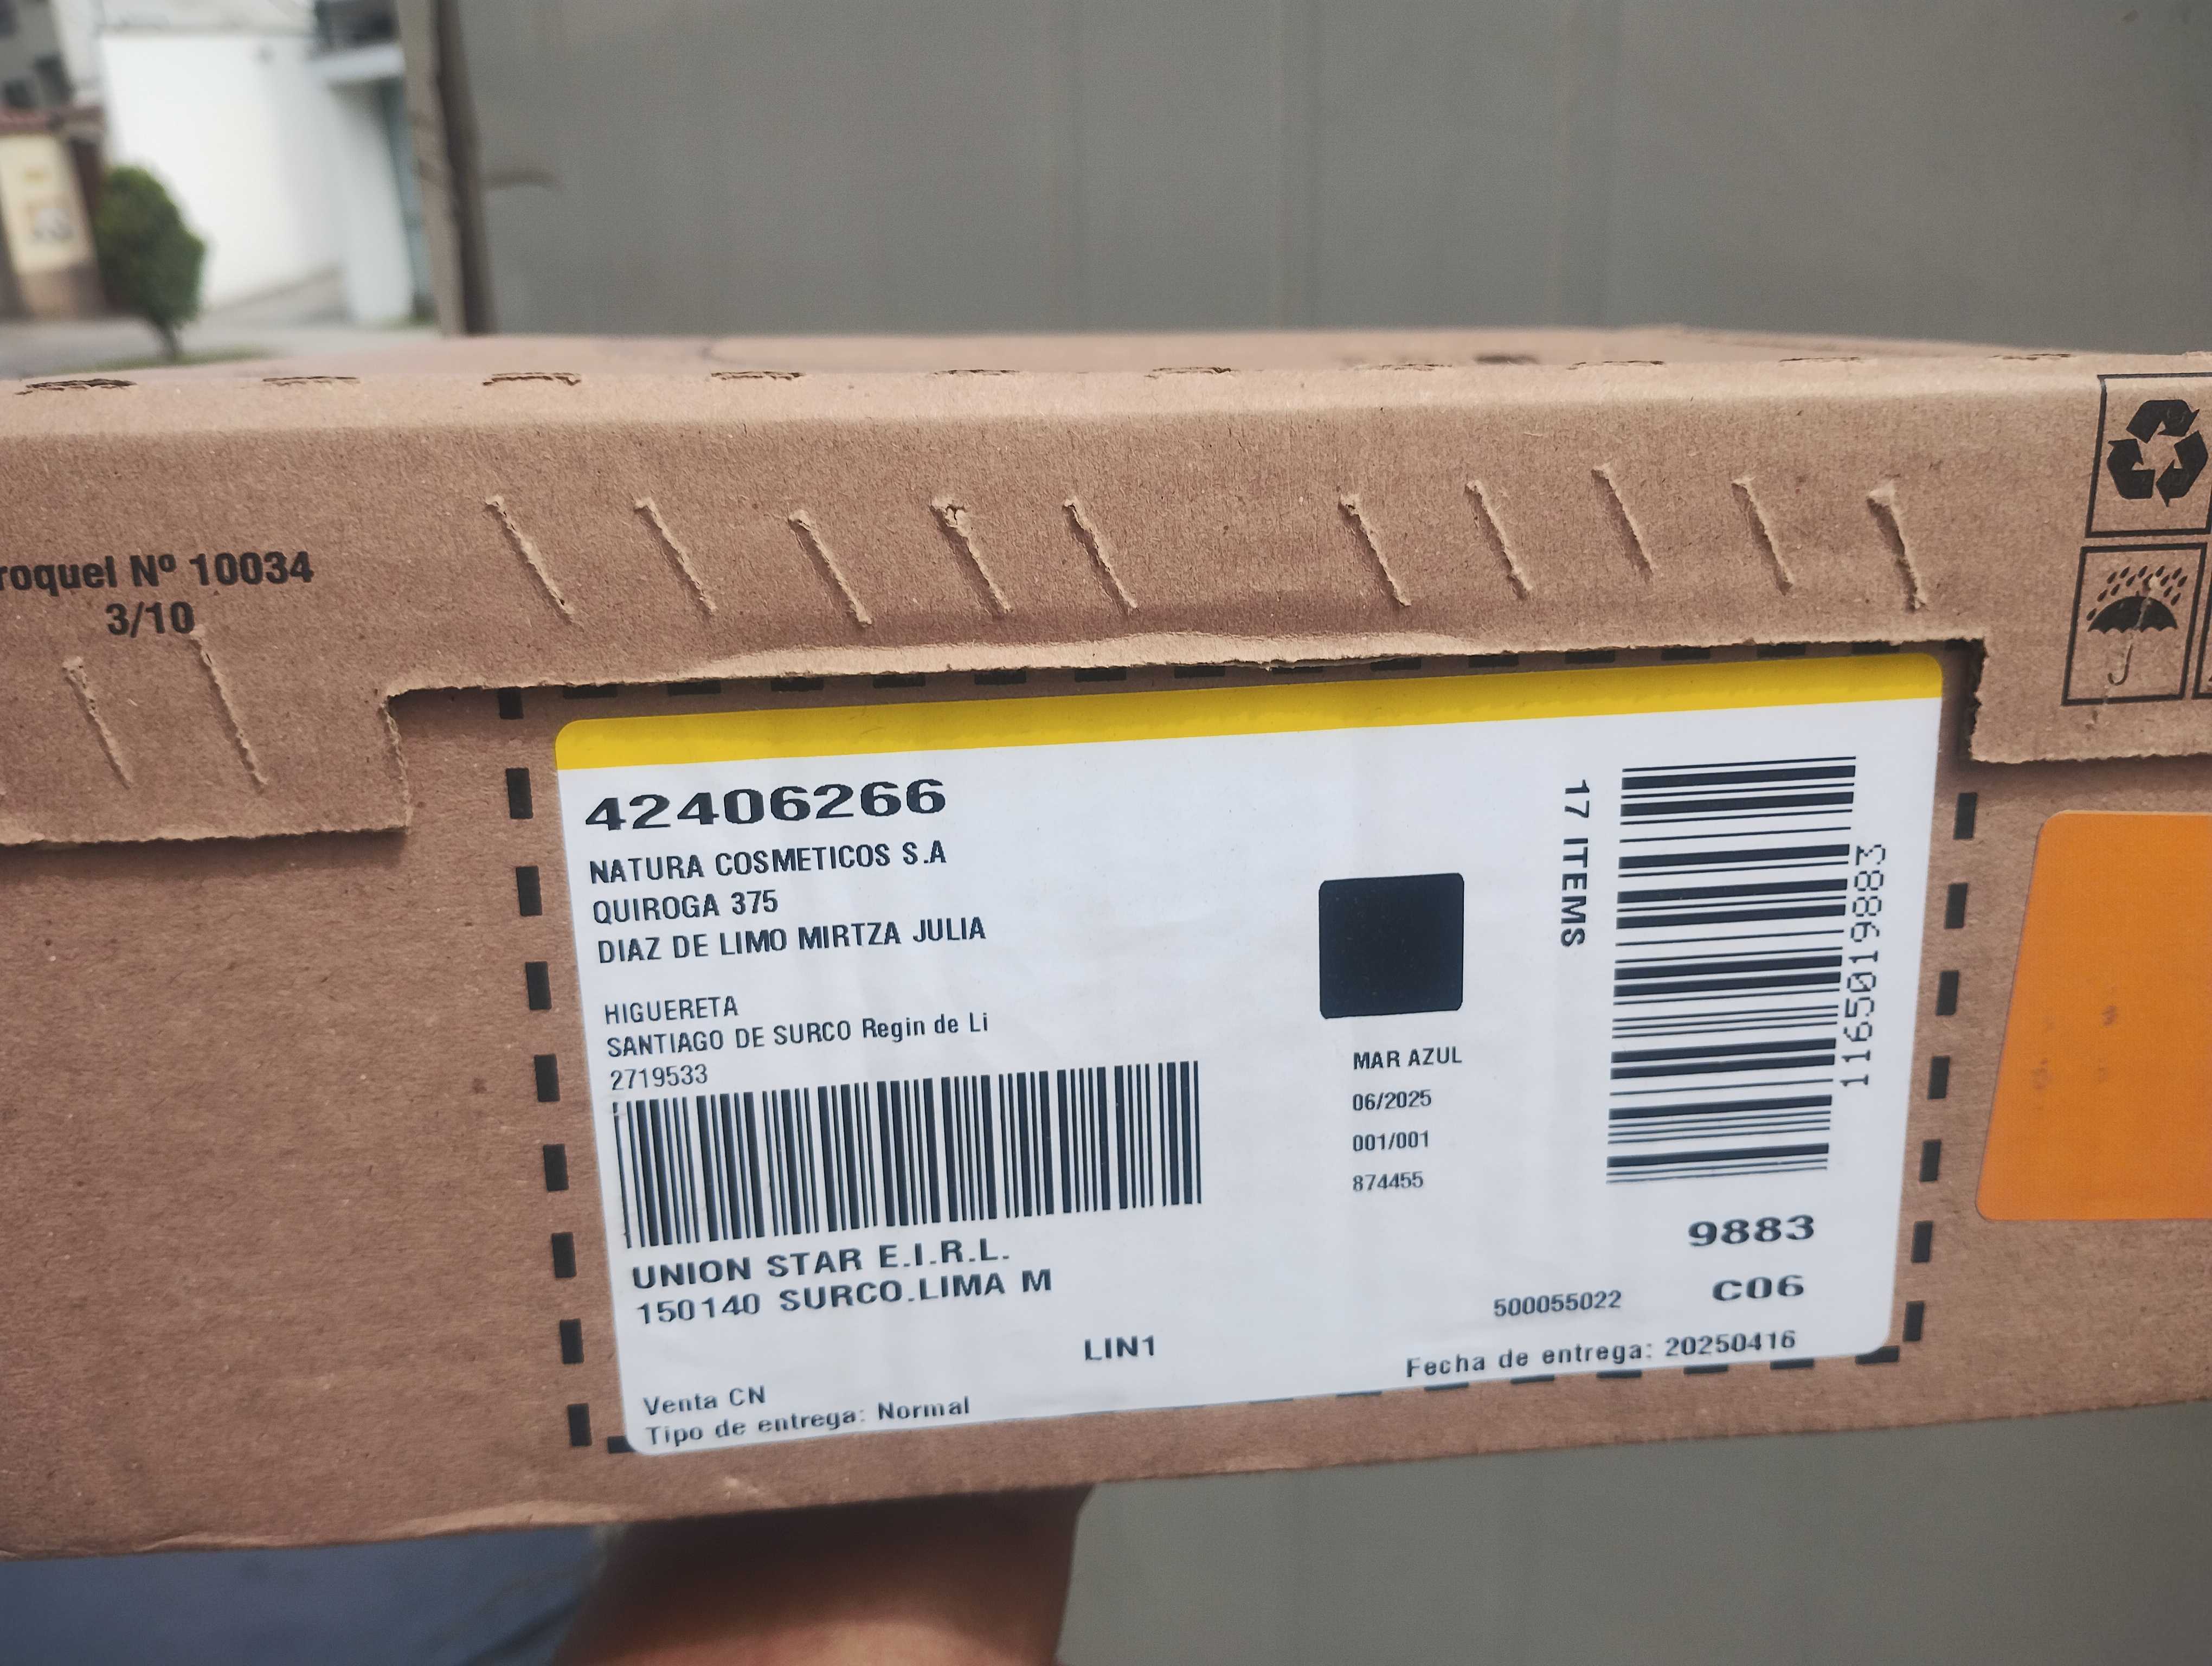 roquel Nº 10034
3/10
42406266
NATURA COSMETICOS S.A
QUIROGA 375
DIAZ DE LIMO MIRTZA JULIA
HIGUERETA
SANTIAGO DE SURCO Regin de Li
2719533
UNION STAR E.I.R.L.
150140 SURCO.LIMA M
LIN1
Venta CN
Tipo de entrega: Normal
MAR AZUL
06/2025
001/001
874455
17 ITEMS
1165019883
9883
C06
500055022
Fecha de entrega: 20250416